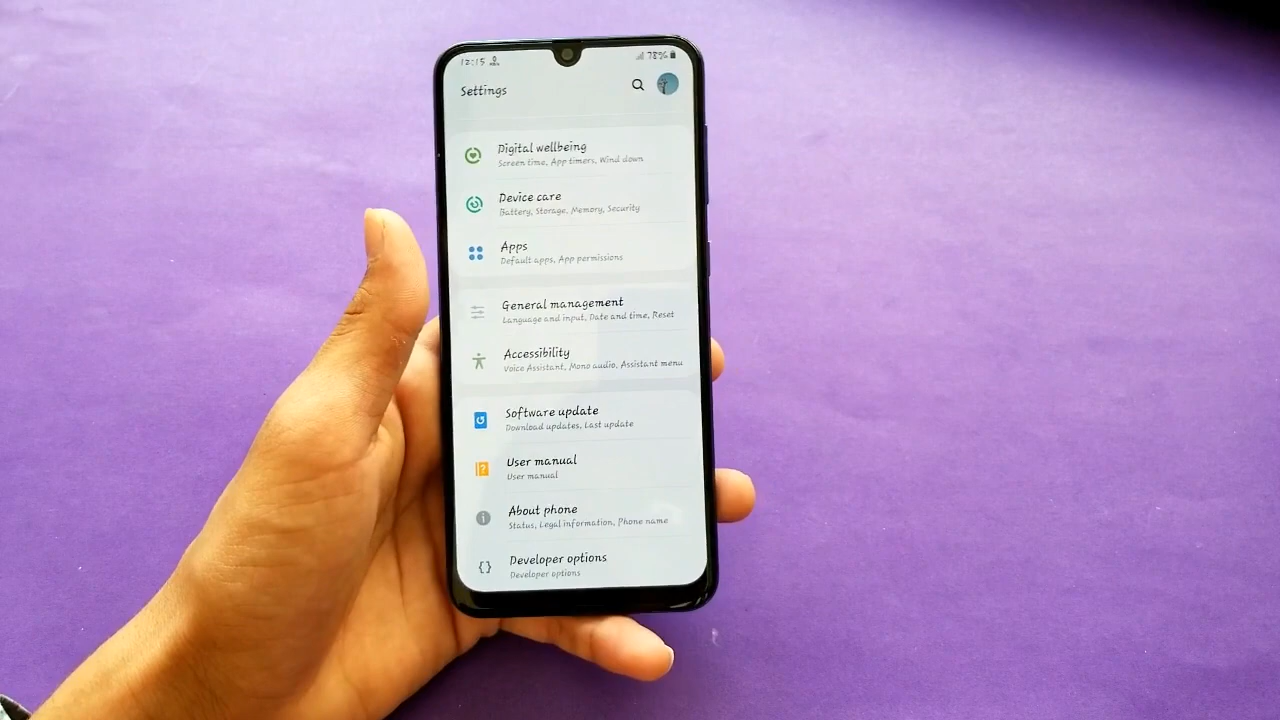 12:15
78%
Settings
Digital wellbeing
Screen time, App timers, Wind down
Device care
Battery, Storage, Memory, Security
Apps
Default apps, App permissions
General management
Language and input, Date and time, Reset
Accessibility
Voice Assistant, Mono audio, Assistant menu
Software update
Download updates, Last update
User manual
User manual
About phone
Status, Legal information, Phone name
Developer options
Developer options